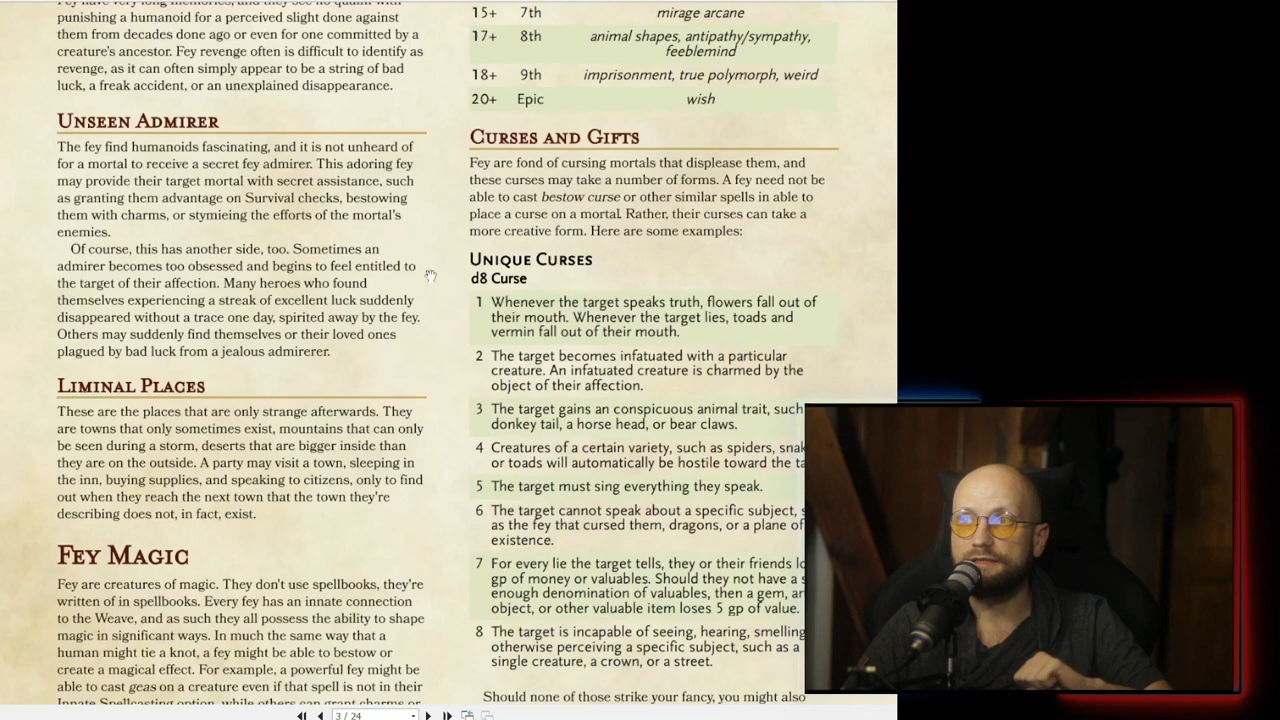 Fey have very long memories, and they see no qualm with
punishing a humanoid for a perceived slight done against
them from decades done ago or even for one committed by a
creature's ancestor. Fey revenge often is difficult to identify as
revenge, as it can often simply appear to be a string of bad
luck, a freak accident, or an unexplained disappearance.
Unseen Admirer
The fey find humanoids fascinating, and it is not unheard of
for a mortal to receive a secret fey admirer. This adoring fey
may provide their target mortal with secret assistance, such
as granting them advantage on Survival checks, bestowing
them with charms, or stymieing the efforts of the mortal's
enemies.
Of course, this has another side, too. Sometimes an
admirer becomes too obsessed and begins to feel entitled to
the target of their affection. Many heroes who found
themselves experiencing a streak of excellent luck suddenly
disappeared without a trace one day, spirited away by the fey.
Others may suddenly find themselves or their loved ones
plagued by bad luck from a jealous admirerer.
Liminal Places
These are the places that are only strange afterwards. They
are towns that only sometimes exist, mountains that can only
be seen during a storm, deserts that are bigger inside than
they are on the outside. A party may visit a town, sleeping in
the inn, buying supplies, and speaking to citizens, only to find
out when they reach the next town that the town they're
describing does not, in fact, exist.
Fey Magic
Fey are creatures of magic. They don't use spellbooks, they're
written of in spellbooks. Every fey has an innate connection
to the Weave, and as such they all possess the ability to shape
magic in significant ways. In much the same way that a
human might tie a knot, a fey might be able to bestow or
create a magical effect. For example, a powerful fey might be
able to cast geas on a creature even if that spell is not in their
Innate Spellcasting option, while others can grant charms or
15+ 7th mirage arcane
17+ 8th animal shapes, antipathy/sympathy,
feeblemind
18+ 9th imprisonment, true polymorph, weird
20+ Epic wish
Curses and Gifts
Fey are fond of cursing mortals that displease them, and
these curses may take a number of forms. A fey need not be
able to cast bestow curse or other similar spells in able to
place a curse on a mortal. Rather, their curses can take a
more creative form. Here are some examples:
Unique Curses
d8 Curse
1 Whenever the target speaks truth, flowers fall out of
their mouth. Whenever the target lies, toads and
vermin fall out of their mouth.
2 The target becomes infatuated with a particular
creature. An infatuated creature is charmed by the
object of their affection.
3 The target gains an conspicuous animal trait, such
donkey tail, a horse head, or bear claws.
4 Creatures of a certain variety, such as spiders,
or toads will automatically be hostile toward the
5 The target must sing everything they speak.
6 The target cannot speak about a specific subject,
as the fey that cursed them, dragons, or a plane of
existence.
7 For every lie the target tells, they or their friends
gp of money or valuables. Should they not have a
enough denomination of valuables, then a gem,
object, or other valuable item loses 5 gp of value.
8 The target is incapable of seeing, hearing, smelling
otherwise perceiving a specific subject, such as a
single creature, a crown, or a street.
Should none of those strike your fancy, you might also
3 / 24